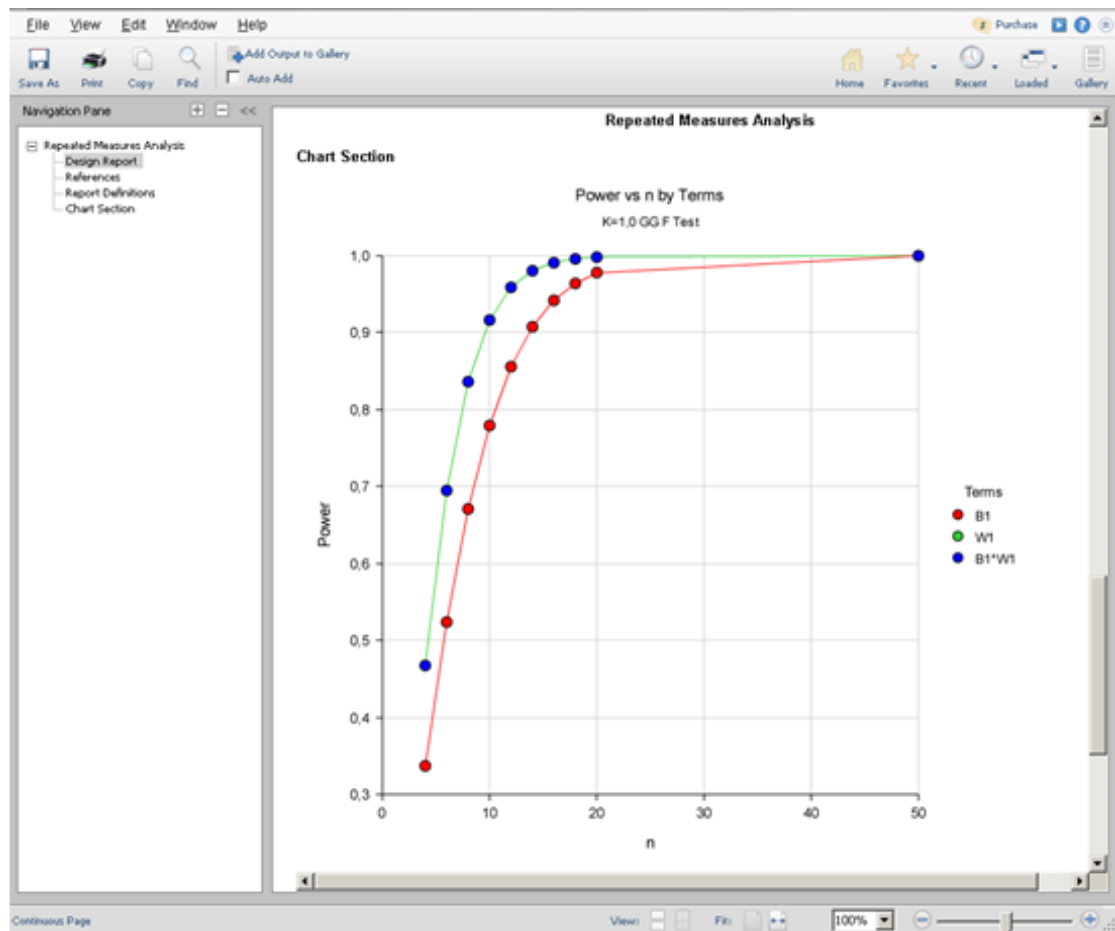 File View Edit Window Help Purchase
Save As Print Copy Find Add Output to Gallery Auto Add Home Favorites Recent Loaded Gallery
Navigation Pane
Repeated Measures Analysis
Design Report
References
Report Definitions
Chart Section
Repeated Measures Analysis
Chart Section
Power vs n by Terms
K=1,0 GG F Test
1,0
0,9
0,8
0,7
0,6
0,5
0,4
0,3
Power
0 10 20 30 40 50
n
Terms
B1
W1
B1*W1
Continuous Page View: Fit: 100%